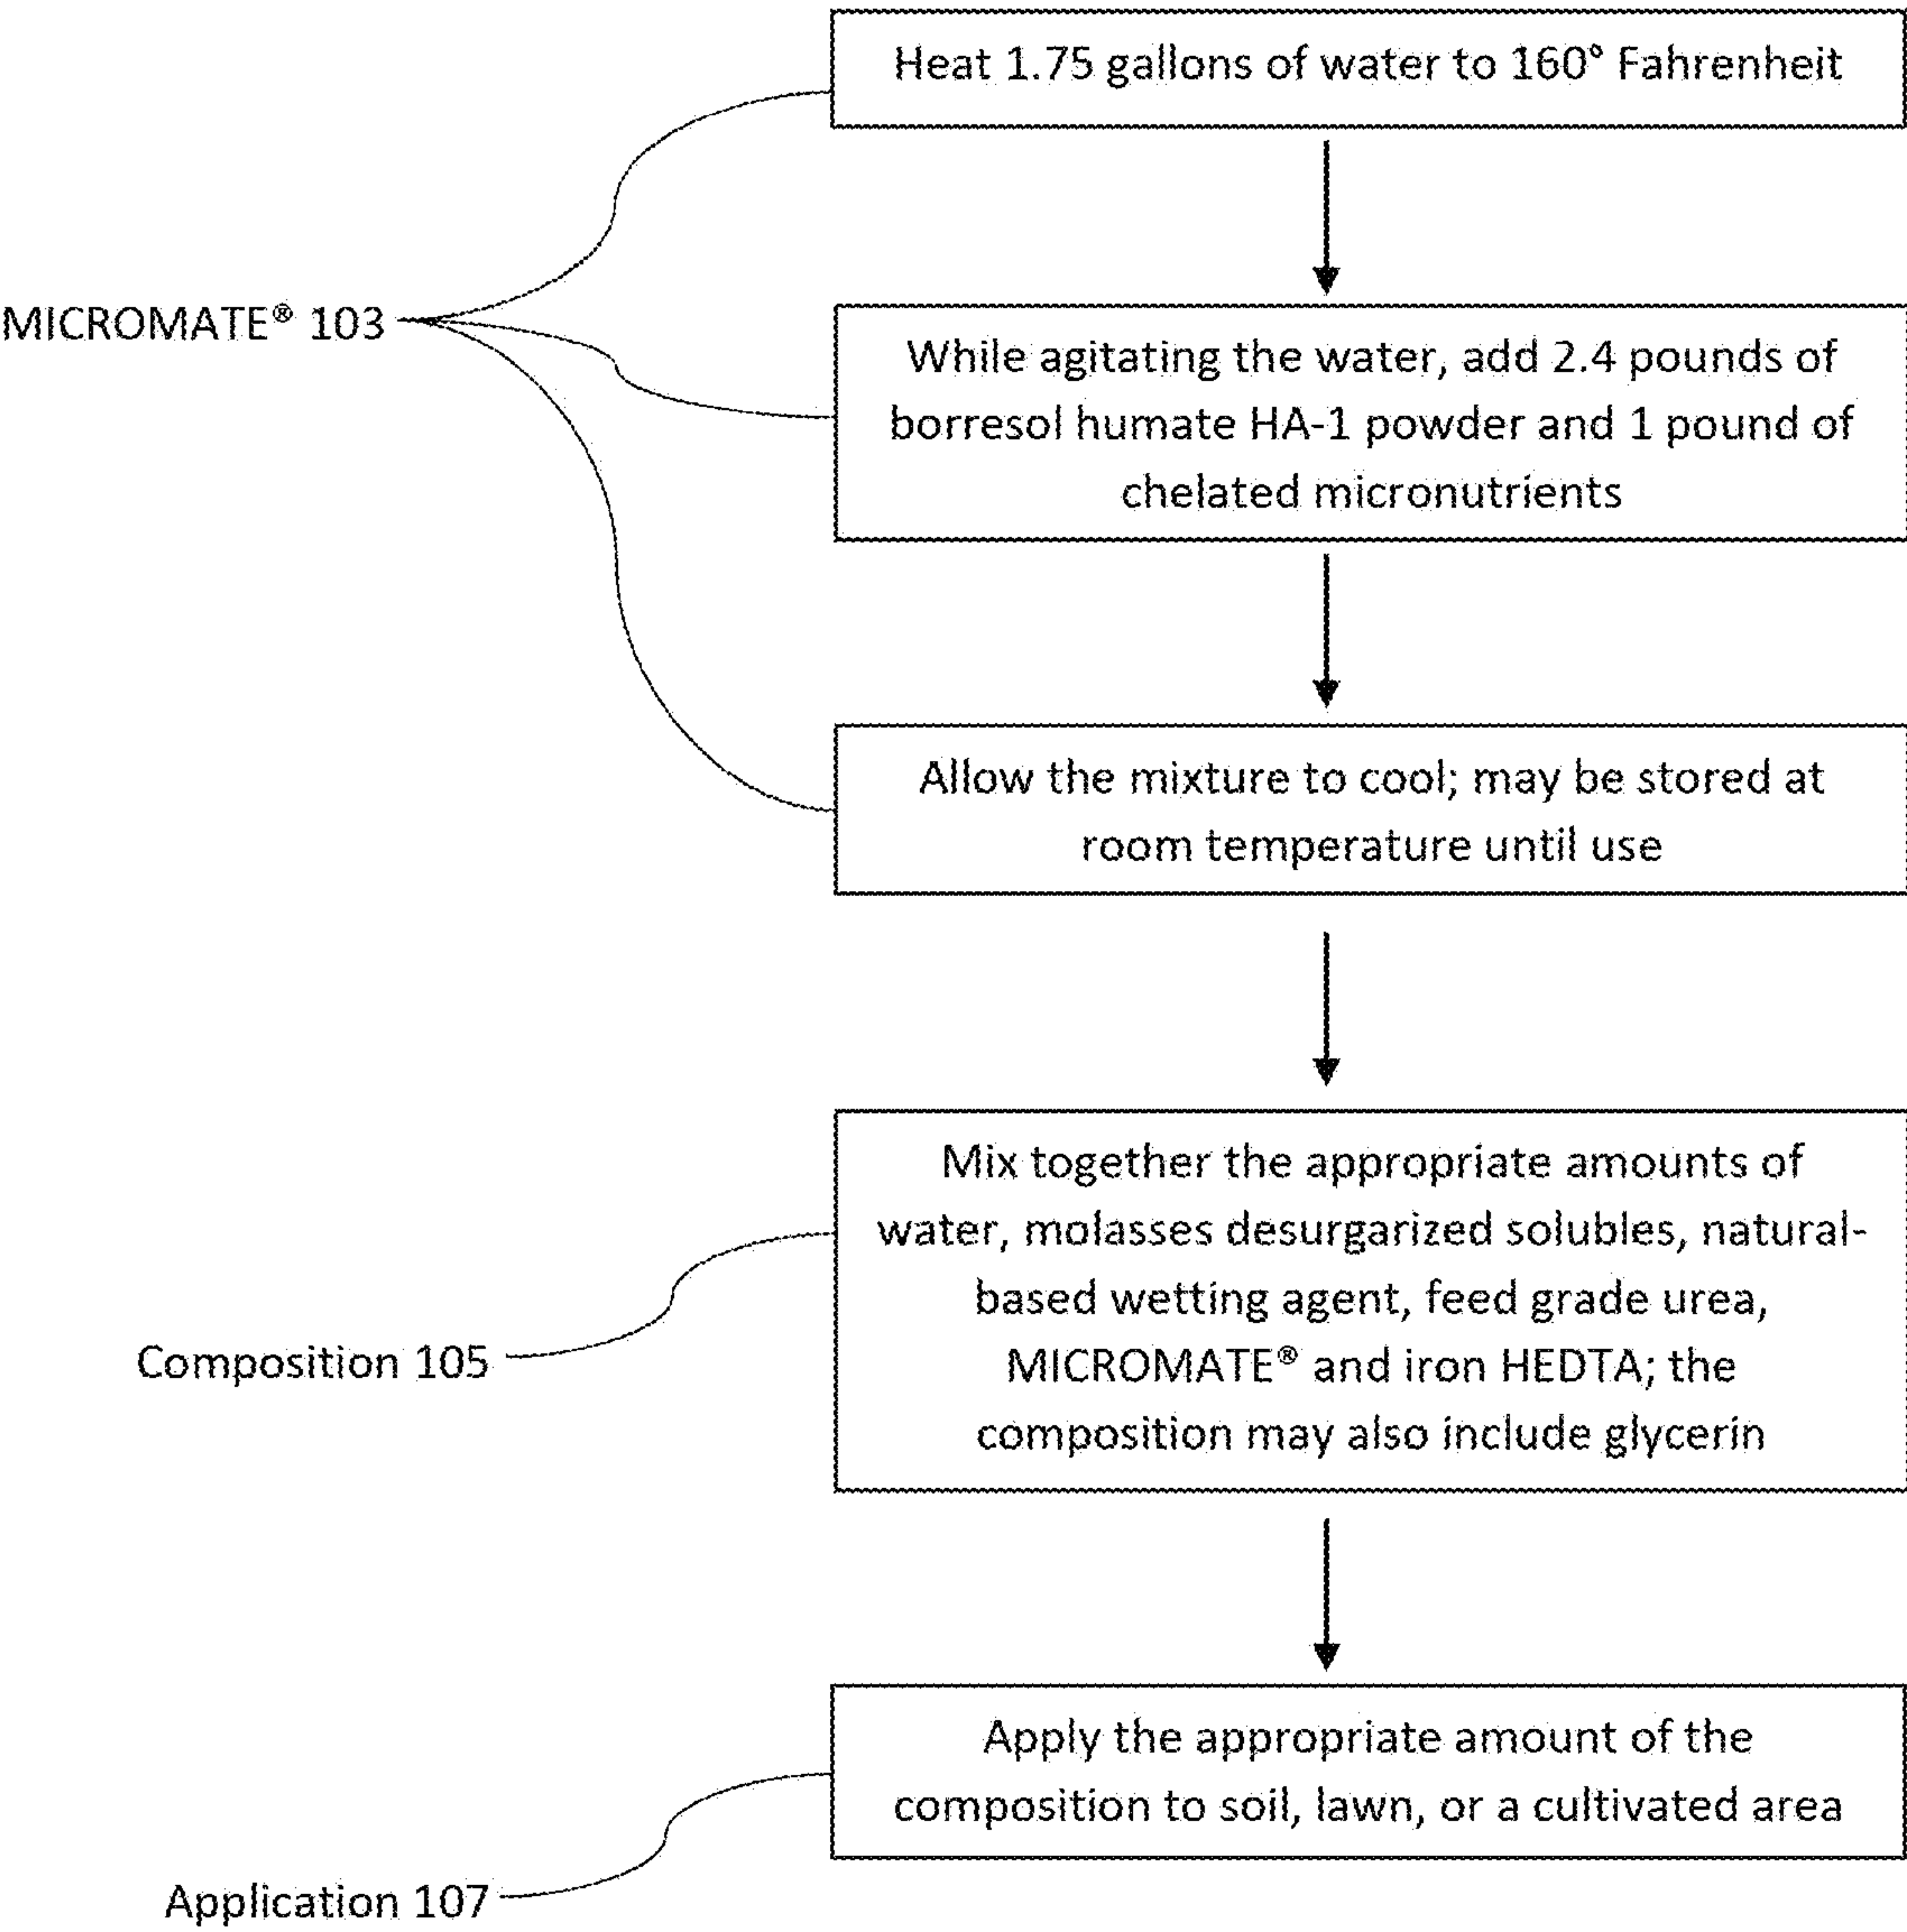 Heat 1.75 gallons of water to 160° Fahrenheit
MICROMATE® 103
While agitating the water, add 2.4 pounds of
borresol humate HA-1 powder and 1 pound of
chelated micronutrients
Allow the mixture to cool; may be stored at
room temperature until use
Mix together the appropriate amounts of
water, molasses desurgarized solubles, natural-
based wetting agent, feed grade urea,
MICROMATE® and iron HEDTA; the
composition may also include glycerin
Composition 105
Apply the appropriate amount of the
composition to soil, lawn, or a cultivated area
Application 107